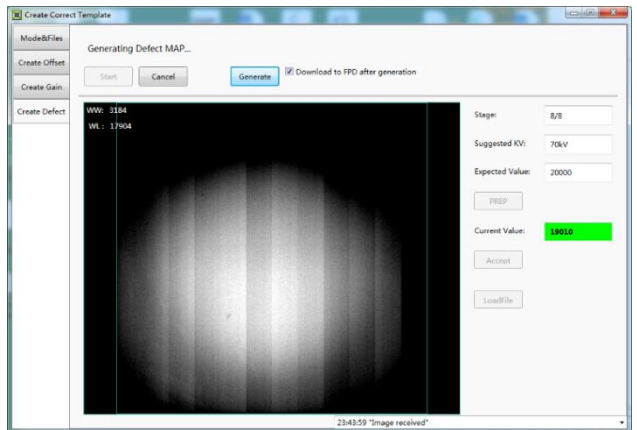 Create Correct Template
Mode&Files
Create Offset
Create Gain
Create Defect
Generating Defect MAP...
Start
Cancel
Generate
Download to FPD after generation
WW: 3184
WL: 17904
Stage:
8/8
Suggested KV:
70kV
Expected Value:
20000
PREP
Current Value:
19010
Accept
LoadFile
23:43:59 "Image received"